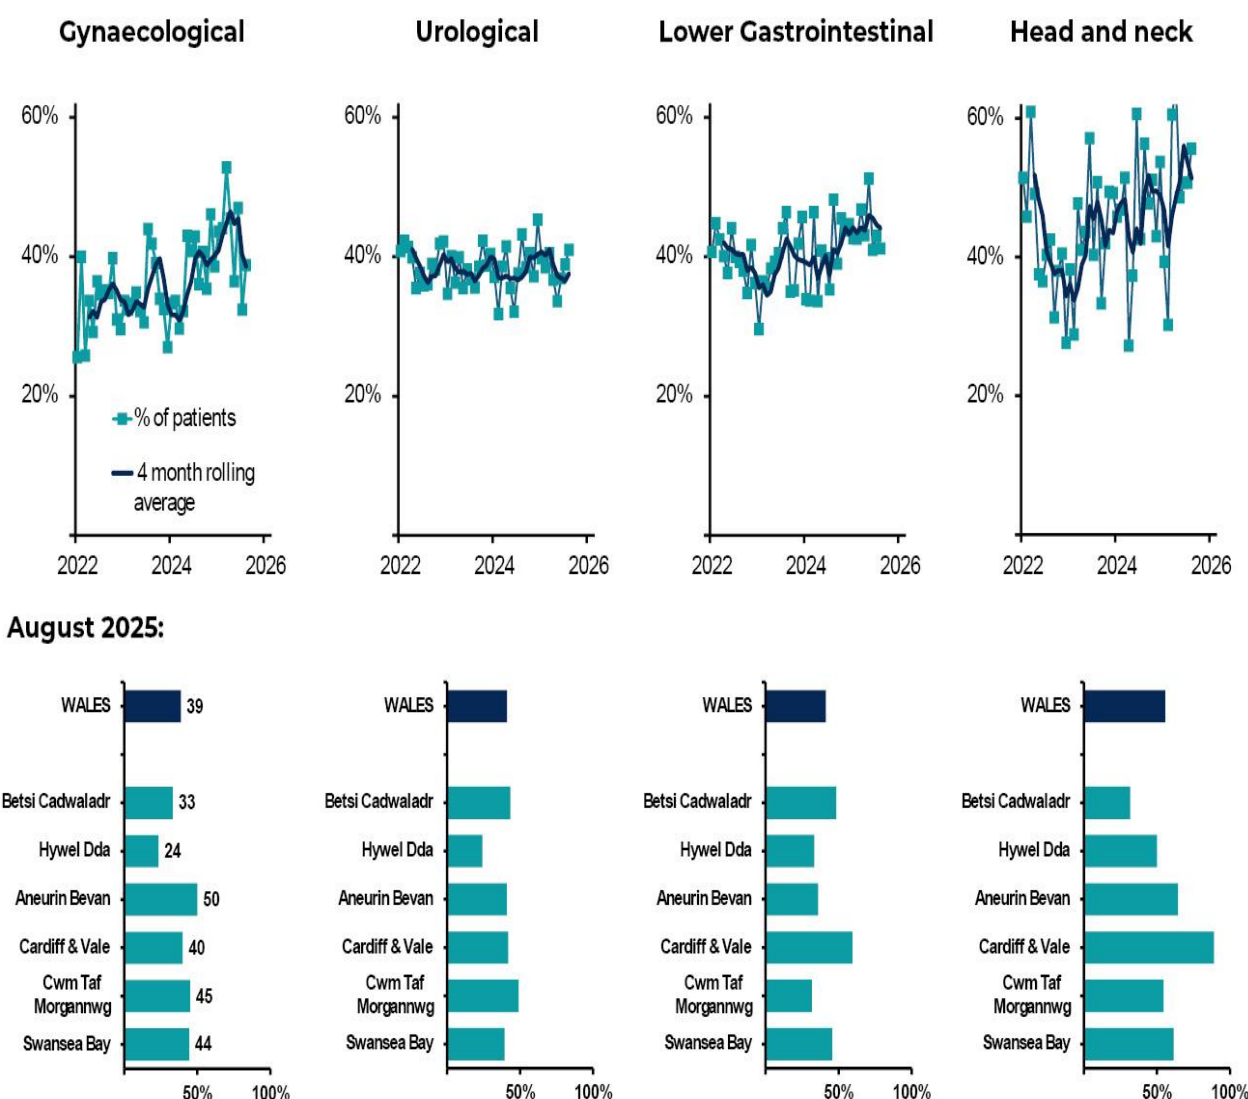 Gynaecological
Urological
Lower Gastrointestinal
Head and neck
60%
40%
20%
% of patients
4 month rolling
average
2022
2024
2026
60%
40%
20%
2022
2024
2026
60%
40%
20%
2022
2024
2026
60%
40%
20%
2022
2024
2026
August 2025:
WALES
39
Betsi Cadwaladr
33
Hywel Dda
24
Aneurin Bevan
50
Cardiff & Vale
40
Cwm Taf
Morgannwg
45
Swansea Bay
44
50%
100%
WALES
Betsi Cadwaladr
Hywel Dda
Aneurin Bevan
Cardiff & Vale
Cwm Taf
Morgannwg
Swansea Bay
50%
100%
WALES
Betsi Cadwaladr
Hywel Dda
Aneurin Bevan
Cardiff & Vale
Cwm Taf
Morgannwg
Swansea Bay
50%
100%
WALES
Betsi Cadwaladr
Hywel Dda
Aneurin Bevan
Cardiff & Vale
Cwm Taf
Morgannwg
Swansea Bay
50%
100%